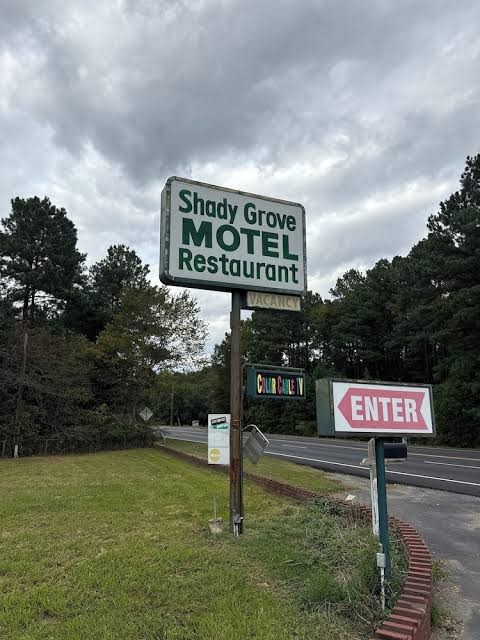 Shady Grove
MOTEL
Restaurant
VACANCY
COLOR CABLE TV
ENTER